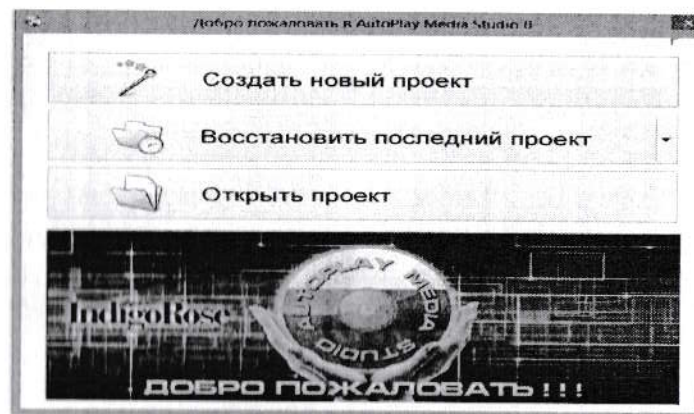 Добро пожаловать в AutoPlay Media Studio 8
Создать новый проект
Восстановить последний проект
Открыть проект
IndigoRose
AUTOPLAY MEDIA STUDIO
ДОБРО ПОЖАЛОВАТЬ !!!